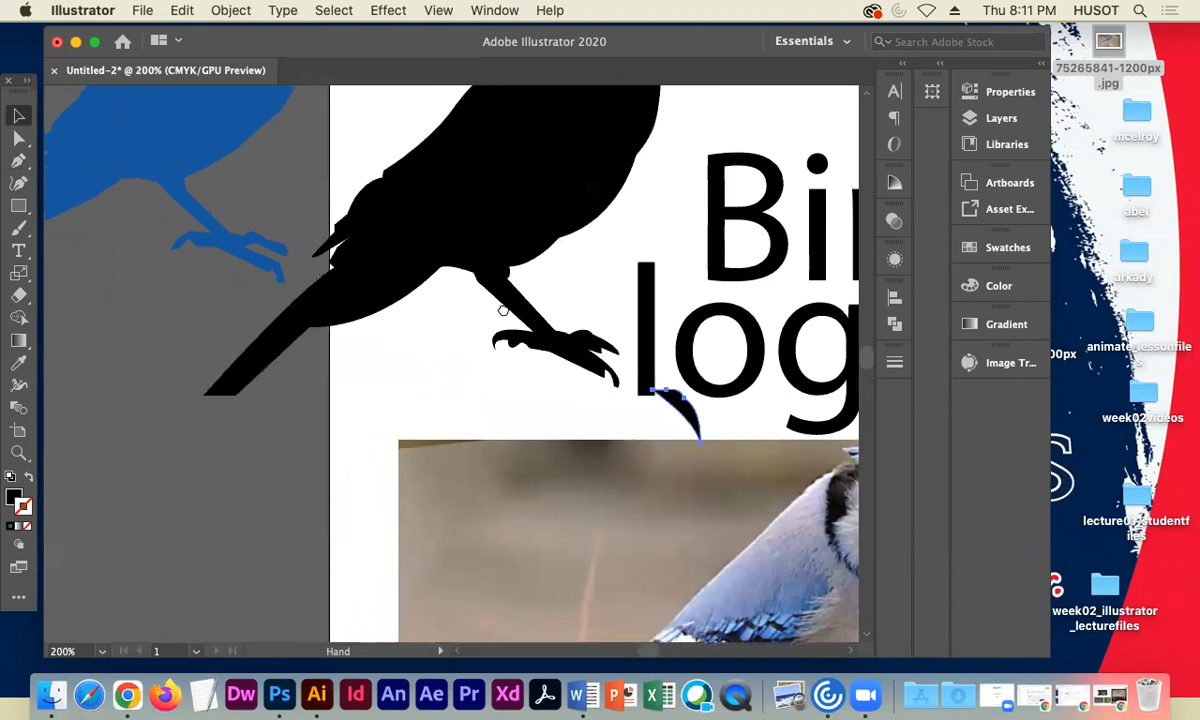 Illustrator File Edit Object Type Select Effect View Window Help Thu 8:11 PM HUSOT
Adobe Illustrator 2020 Essentials Search Adobe Stock
Untitled-2* @ 200% (CMYK/GPU Preview)
75265841-1200px
.jpg
Properties
Layers
Libraries
Artboards
Asset Ex...
Swatches
Color
Gradient
Image Tr...
mcelroy
abel
arkady
animate_lessonfile
s
00px
week02videos
lecture01studentf
iles
week02_illustrator
_lecturefiles
Bi
log
200% 1 Hand
Dw Ps Ai Id An Ae Pr Xd W P X